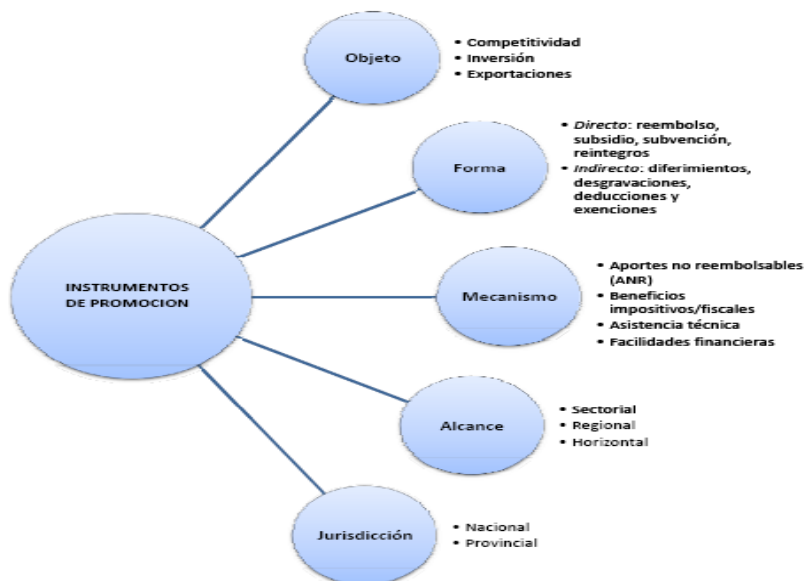 Objeto
• Competitividad
• Inversión
• Exportaciones
Forma
• Directo: reembolso,
subsidio, subvención,
reintegros
• Indirecto: diferimientos,
desgravaciones,
deducciones y
exenciones
INSTRUMENTOS
DE PROMOCION
Mecanismo
• Aportes no reembolsables
(ANR)
• Beneficios
impositivos/fiscales
• Asistencia técnica
• Facilidades financieras
Alcance
• Sectorial
• Regional
• Horizontal
Jurisdicción
• Nacional
• Provincial